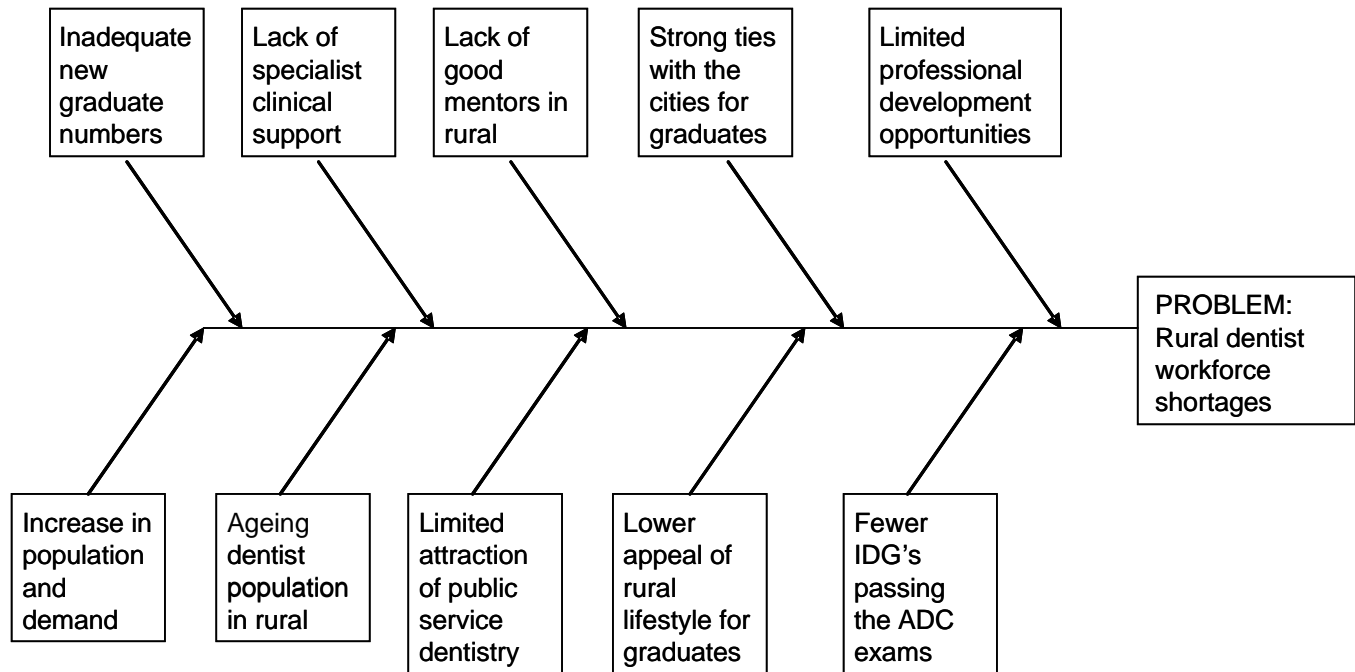 Inadequate
new
graduate
numbers
Lack of
specialist
clinical
support
Lack of
good
mentors in
rural
Strong ties
with the
cities for
graduates
Limited
professional
development
opportunities
PROBLEM:
Rural dentist
workforce
shortages
Increase in
population
and
demand
Ageing
dentist
population
in rural
Limited
attraction
of public
service
dentistry
Lower
appeal of
rural
lifestyle for
graduates
Fewer
IDG's
passing
the ADC
exams